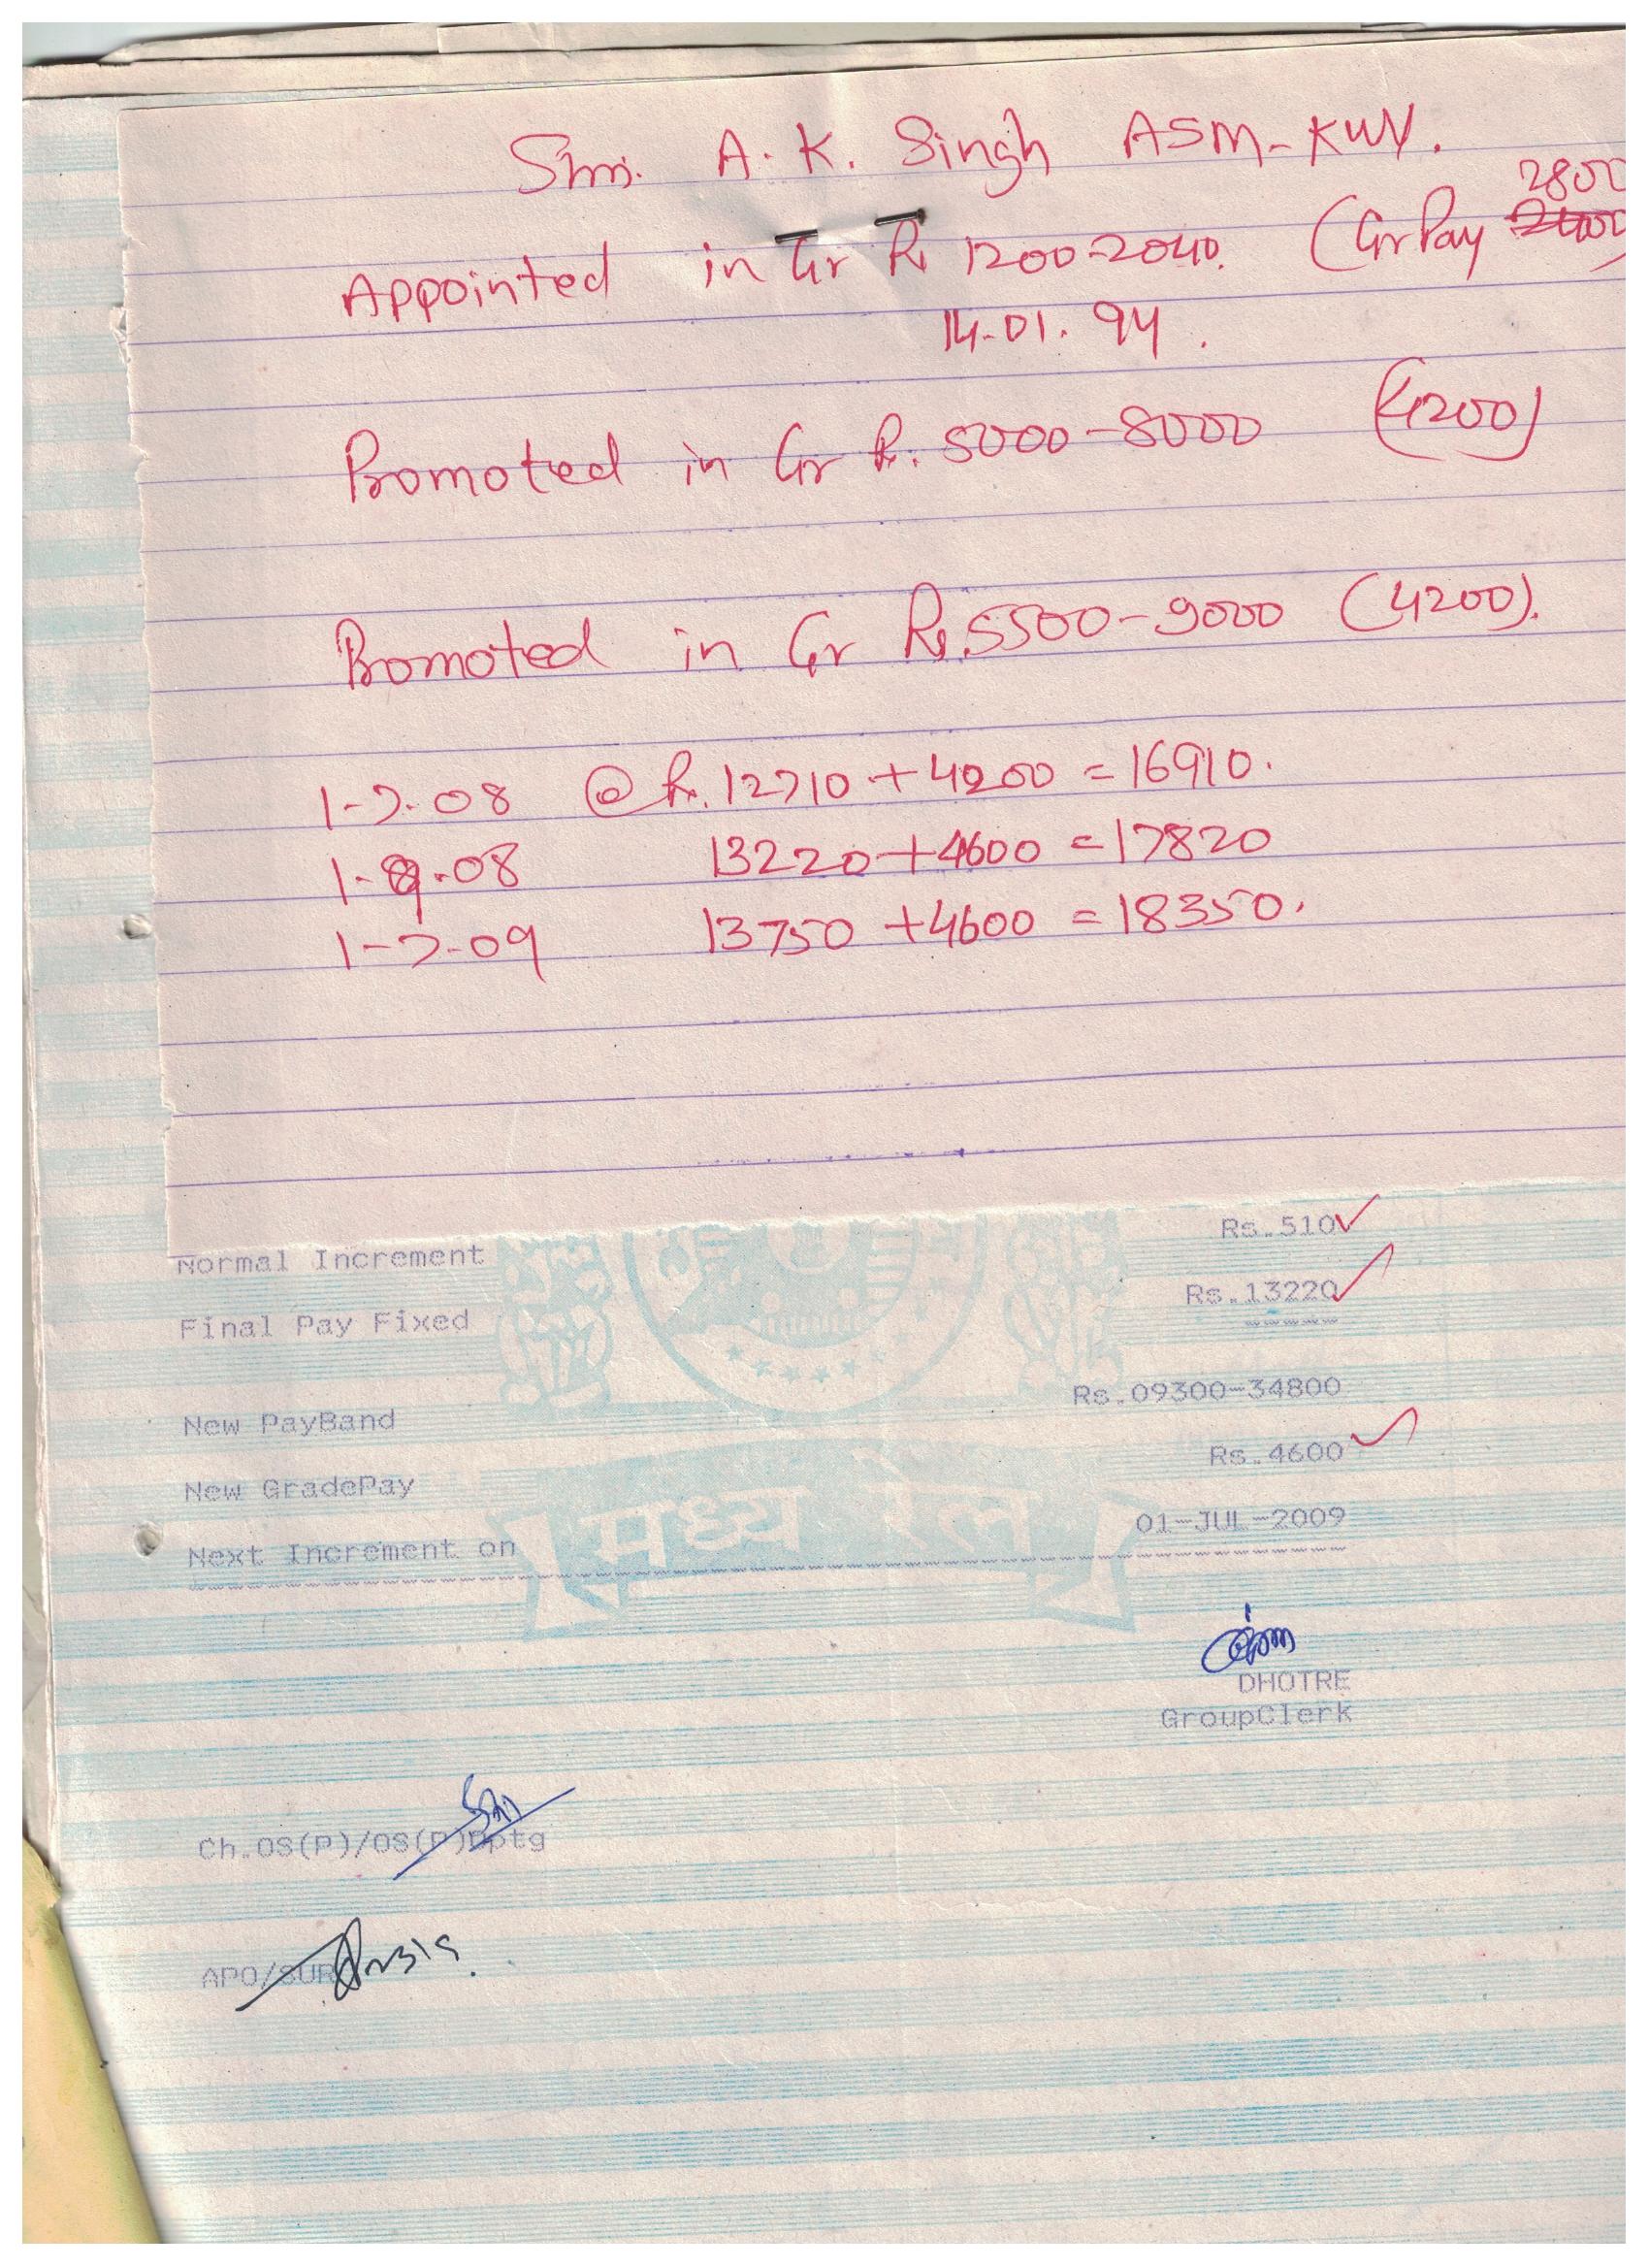 Shri. A. K. Singh ASM-KWV.
2800
Appointed in Gr Rs 1200-2040. (Gr Pay 2400)
14.01.94.
Promoted in Gr Rs. 5000-8000 (4200)
Promoted in Gr Rs. 5500-9000 (4200).
1-7-08 @ Rs. 12710 + 4200 = 16910.
1-9-08 13220 + 4600 = 17820
1-7-09 13750 + 4600 = 18350.
Normal Increment Rs.510
Final Pay Fixed Rs.13220
New PayBand Rs.09300-34800
New GradePay Rs.4600
Next Increment on 01-JUL-2009
मध्य रेल
DHOTRE
GroupClerk
Ch.OS(P)/OS(P)Dptg
APO/SUR